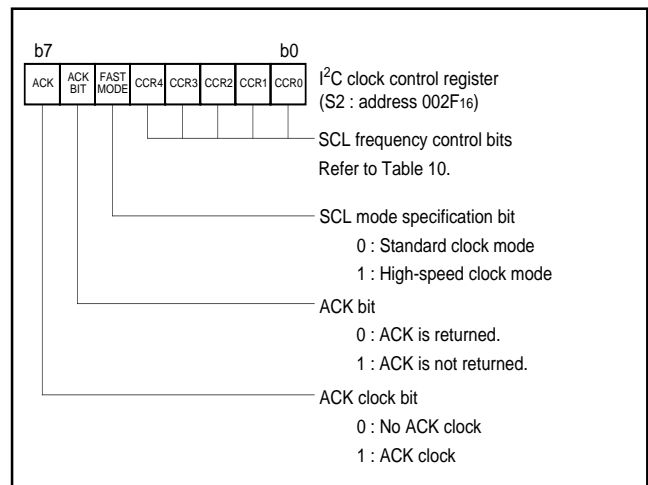 b7 b0
ACK ACK BIT FAST MODE CCR4 CCR3 CCR2 CCR1 CCR0
I2C clock control register
(S2 : address 002F16)
SCL frequency control bits
Refer to Table 10.
SCL mode specification bit
0 : Standard clock mode
1 : High-speed clock mode
ACK bit
0 : ACK is returned.
1 : ACK is not returned.
ACK clock bit
0 : No ACK clock
1 : ACK clock